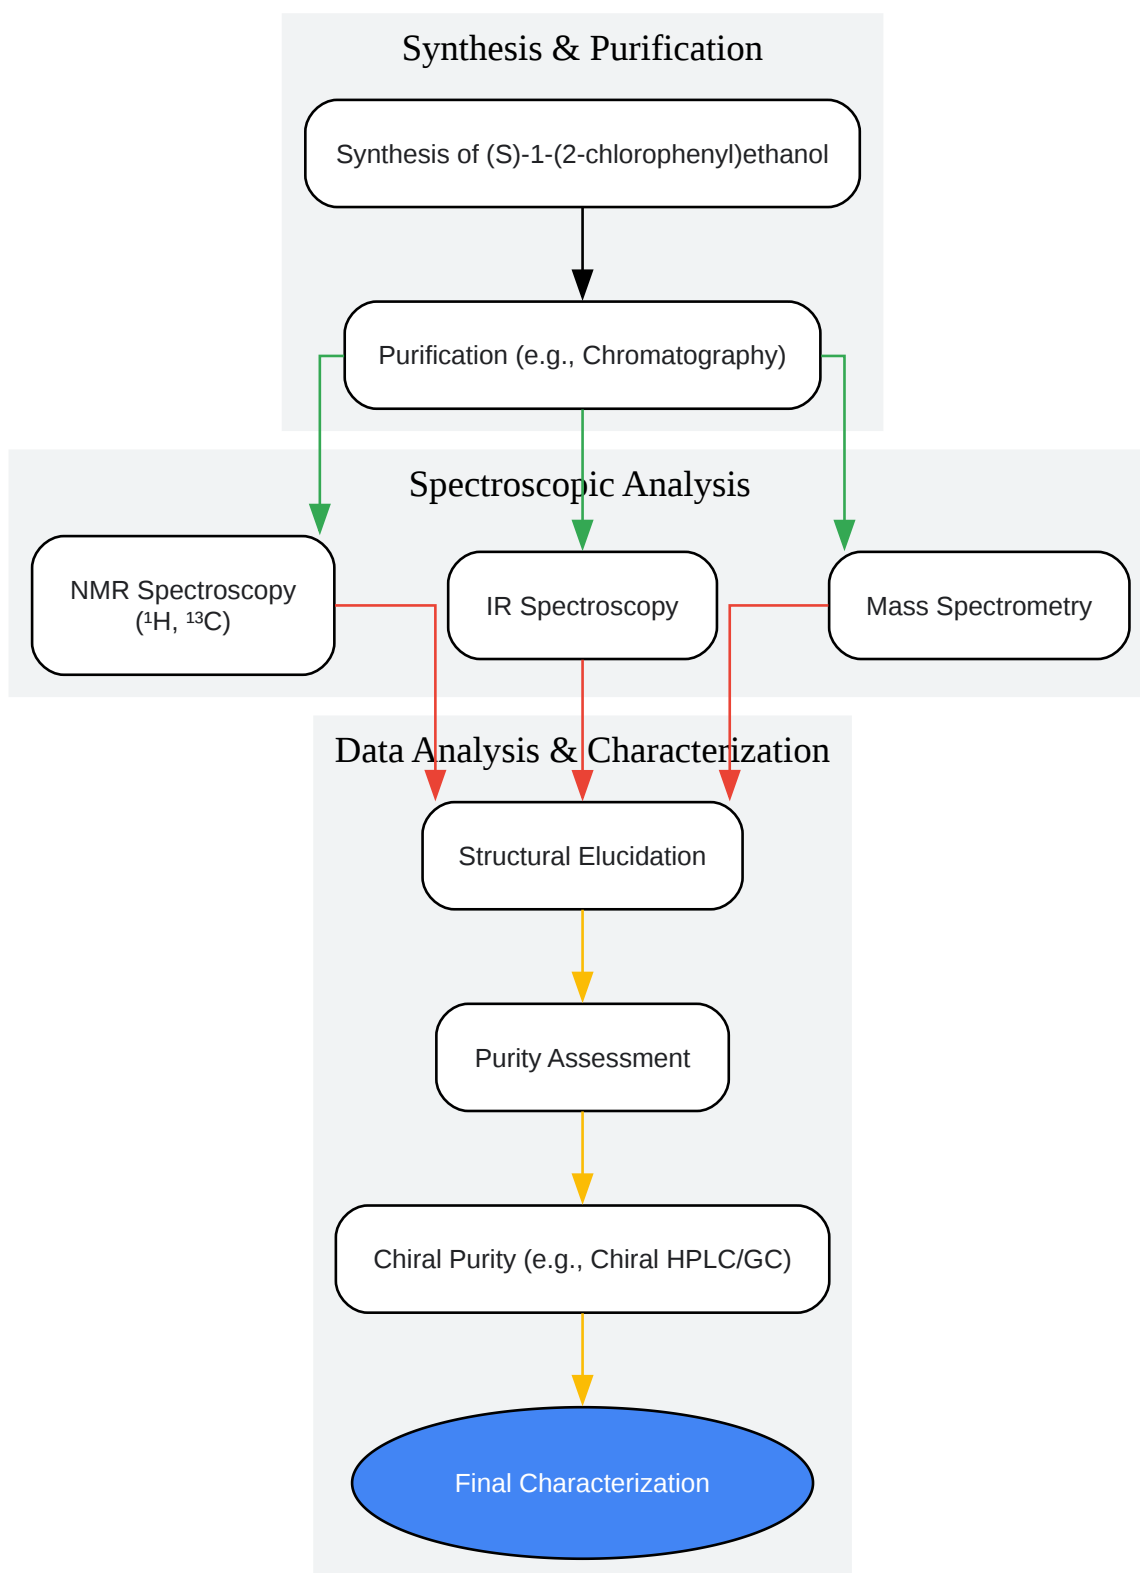 Synthesis & Purification
Synthesis of (S)-1-(2-chlorophenyl)ethanol
Purification (e.g., Chromatography)
Spectroscopic Analysis
NMR Spectroscopy
(¹H, ¹³C)
IR Spectroscopy
Mass Spectrometry
Data Analysis & Characterization
Structural Elucidation
Purity Assessment
Chiral Purity (e.g., Chiral HPLC/GC)
Final Characterization